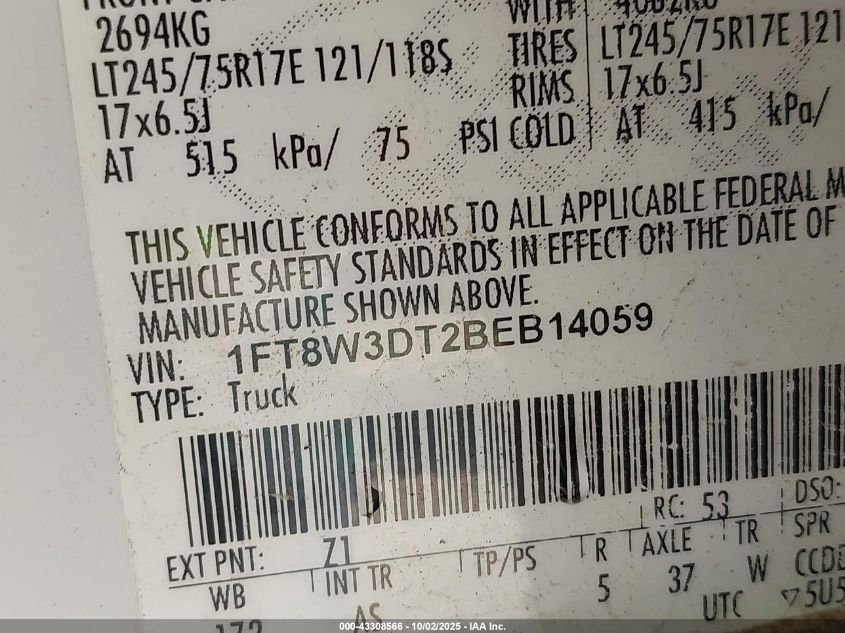 2694KG WITH
LT245/75R17E 121/118S TIRES LT245/75R17E 121
17x6.5J RIMS 17x6.5J
AT 515 kPa/ 75 PSI COLD AT 415 kPa/
THIS VEHICLE CONFORMS TO ALL APPLICABLE FEDERAL M
VEHICLE SAFETY STANDARDS IN EFFECT ON THE DATE OF
MANUFACTURE SHOWN ABOVE.
VIN: 1FT8W3DT2BEB14059
TYPE: Truck
RC: 53 DSO:
EXT PNT: Z1
WB INT TR TP/PS R AXLE TR SPR
172 AS 5 37 W
UTC ▽5U5
000-43308566 - 10/02/2025 - IAA Inc.